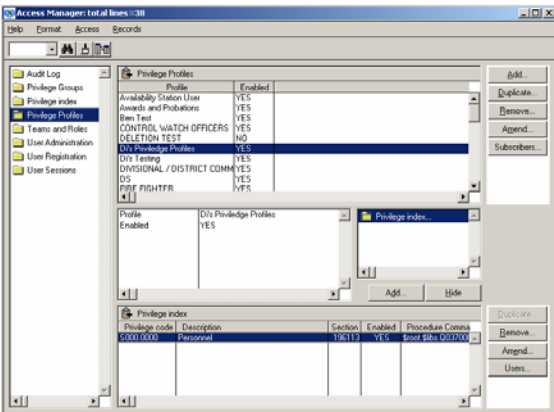 Access Manager: total lines=38
Help Format Access Records
Audit Log
Privilege Groups
Privilege index
Privilege Profiles
Teams and Roles
User Administration
User Registration
User Sessions
Privilege Profiles
Profile Enabled
Availability Station User YES
Awards and Probations YES
Ben Test YES
CONTROL WATCH OFFICERS YES
DELETION TEST NO
Di's Priviledge Profiles YES
Di's Testing YES
DIVISIONAL / DISTRICT COMM YES
DS YES
FIRE FIGHTER YES
Add...
Duplicate...
Remove...
Amend...
Subscribers...
Profile Di's Priviledge Profiles
Enabled YES
Privilege index...
Add... Hide
Privilege index
Privilege code Description Section Enabled Procedure Comma
S000.0000 Personnel 196113 YES $root.$libs.Q03700
Duplicate...
Remove...
Amend...
Users...